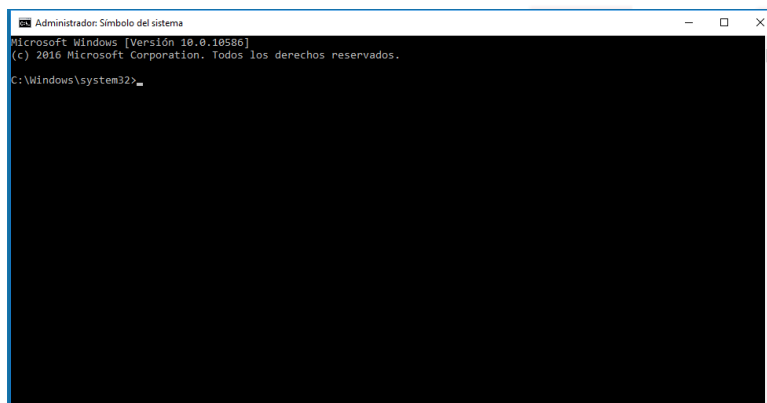 Administrador: Símbolo del sistema
Microsoft Windows [Versión 10.0.10586]
(c) 2016 Microsoft Corporation. Todos los derechos reservados.
C:\Windows\system32>_